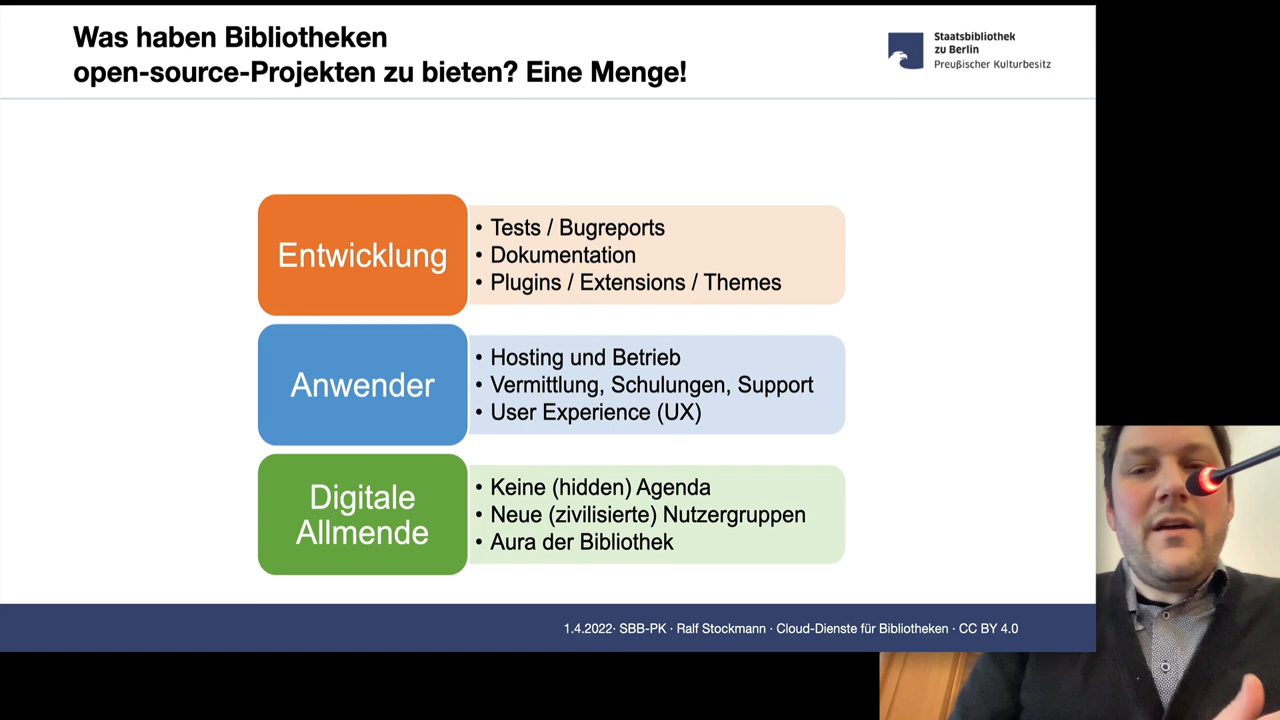 Was haben Bibliotheken
open-source-Projekten zu bieten? Eine Menge!
Staatsbibliothek
zu Berlin
Preußischer Kulturbesitz
Entwicklung
• Tests / Bugreports
• Dokumentation
• Plugins / Extensions / Themes
Anwender
• Hosting und Betrieb
• Vermittlung, Schulungen, Support
• User Experience (UX)
Digitale
Allmende
• Keine (hidden) Agenda
• Neue (zivilisierte) Nutzergruppen
• Aura der Bibliothek
1.4.2022· SBB-PK · Ralf Stockmann · Cloud-Dienste für Bibliotheken · CC BY 4.0